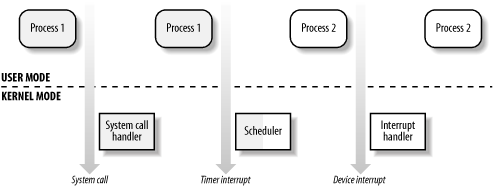 Process 1
Process 1
Process 2
Process 2
USER MODE
KERNEL MODE
System call
handler
Scheduler
Interrupt
handler
System call
Timer interrupt
Device interrupt